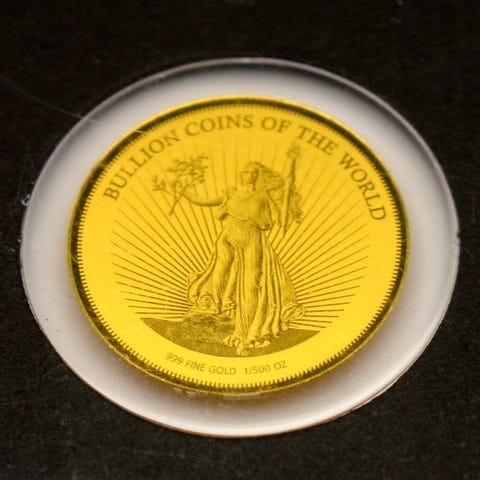 BULLION COINS OF THE WORLD
999 FINE GOLD 1/500 OZ